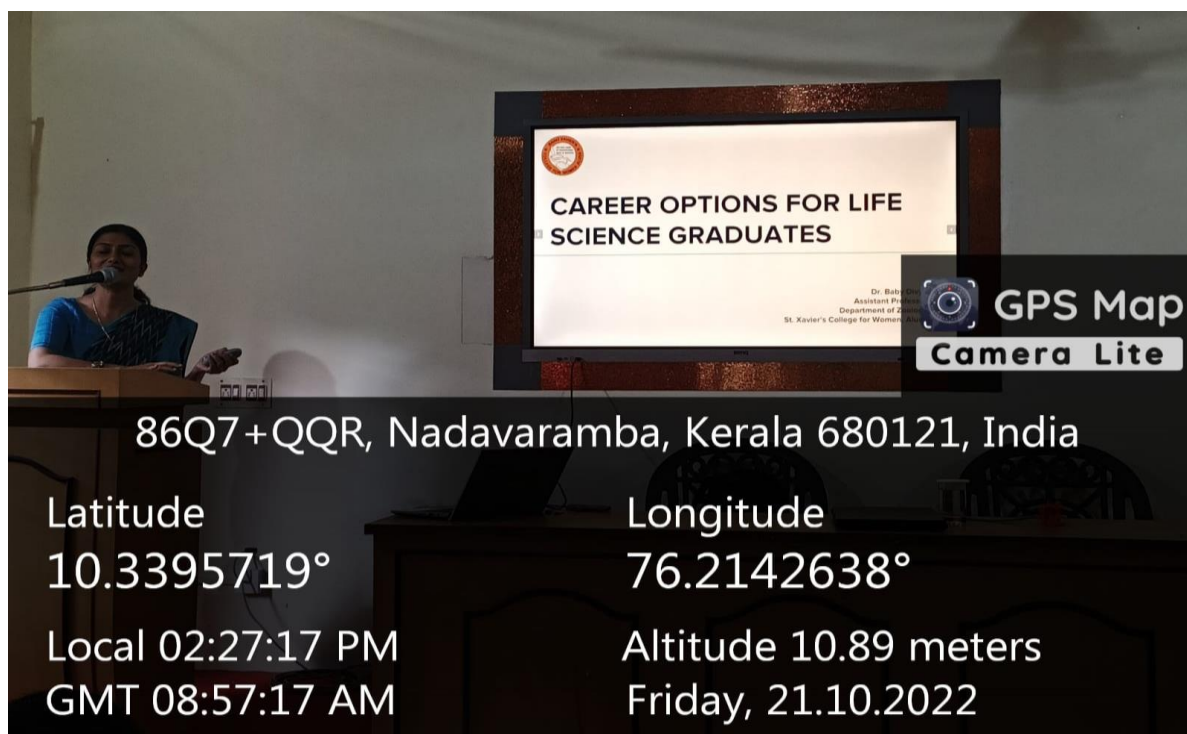 CAREER OPTIONS FOR LIFE
SCIENCE GRADUATES
Dr. Baby
Assistant
Department of
St. Xavier's College for Women,
GPS Map
Camera Lite
86Q7+QQR, Nadavaramba, Kerala 680121, India
Latitude
10.3395719°
Longitude
76.2142638°
Local 02:27:17 PM
GMT 08:57:17 AM
Altitude 10.89 meters
Friday, 21.10.2022